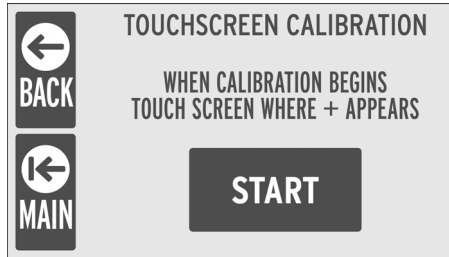 TOUCHSCREEN CALIBRATION
BACK
WHEN CALIBRATION BEGINS
TOUCH SCREEN WHERE + APPEARS
MAIN
START